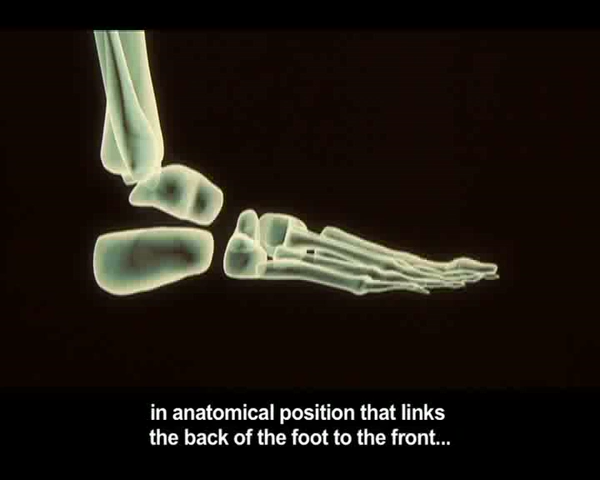 in anatomical position that links
the back of the foot to the front...